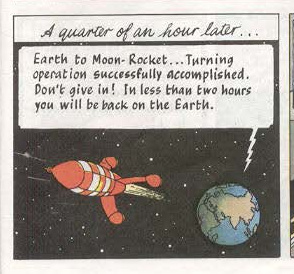 A quarter of an hour later...
Earth to Moon-Rocket...Turning
operation successfully accomplished.
Don't give in! In less than two hours
you will be back on the Earth.